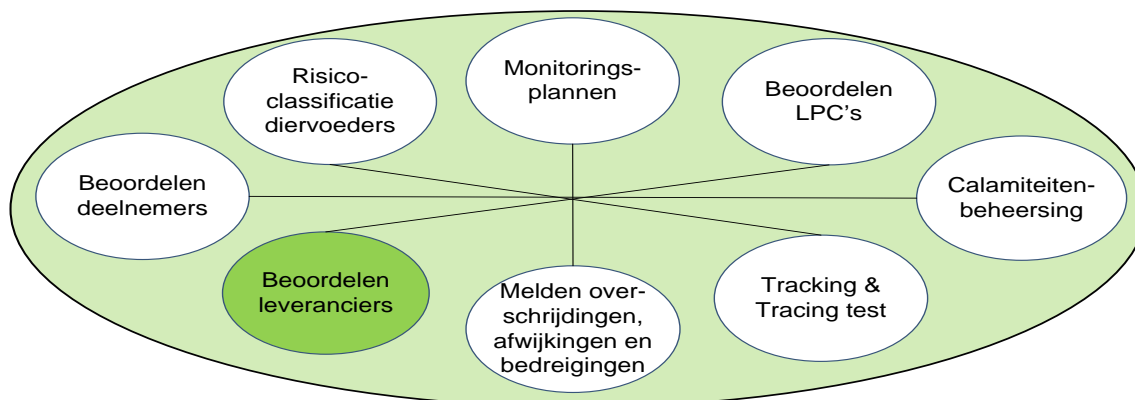 Risico-
classificatie
diervoeders
Monitorings-
plannen
Beoordelen
LPC's
Beoordelen
deelnemers
Calamiteiten-
beheersing
Beoordelen
leveranciers
Melden over-
schrijdingen,
afwijkingen en
bedreigingen
Tracking &
Tracing test